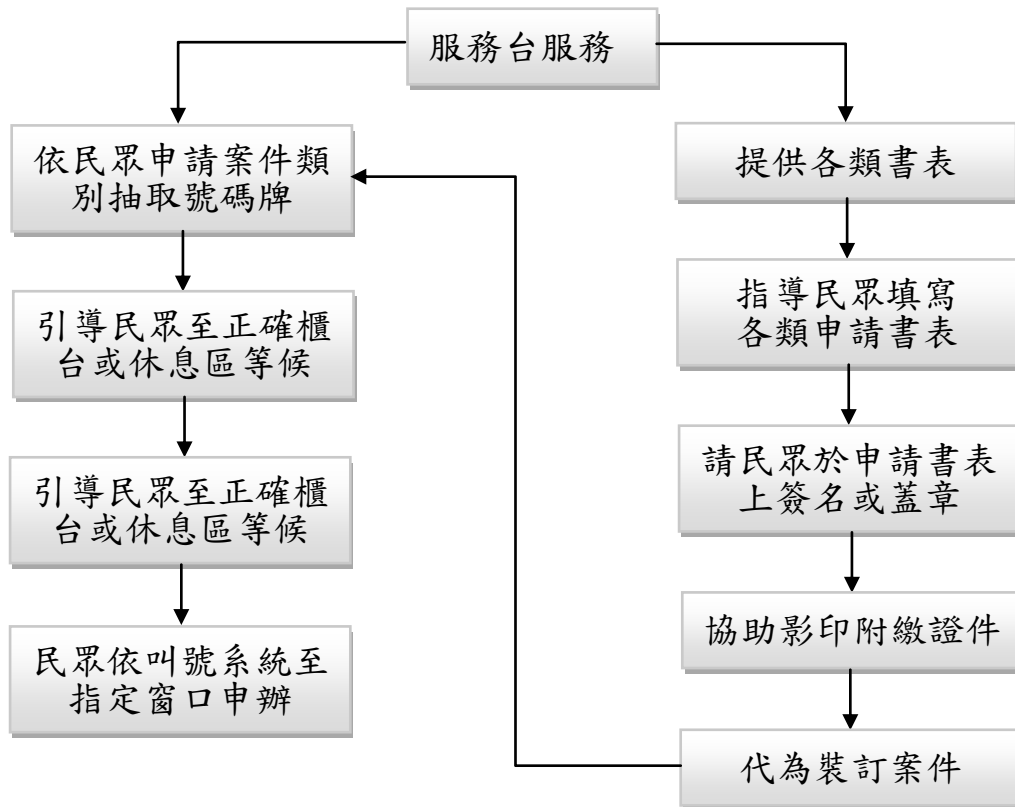 服務台服務
依民眾申請案件類
別抽取號碼牌
引導民眾至正確櫃
台或休息區等候
引導民眾至正確櫃
台或休息區等候
民眾依叫號系統至
指定窗口申辦
提供各類書表
指導民眾填寫
各類申請書表
請民眾於申請書表
上簽名或蓋章
協助影印附繳證件
代為裝訂案件